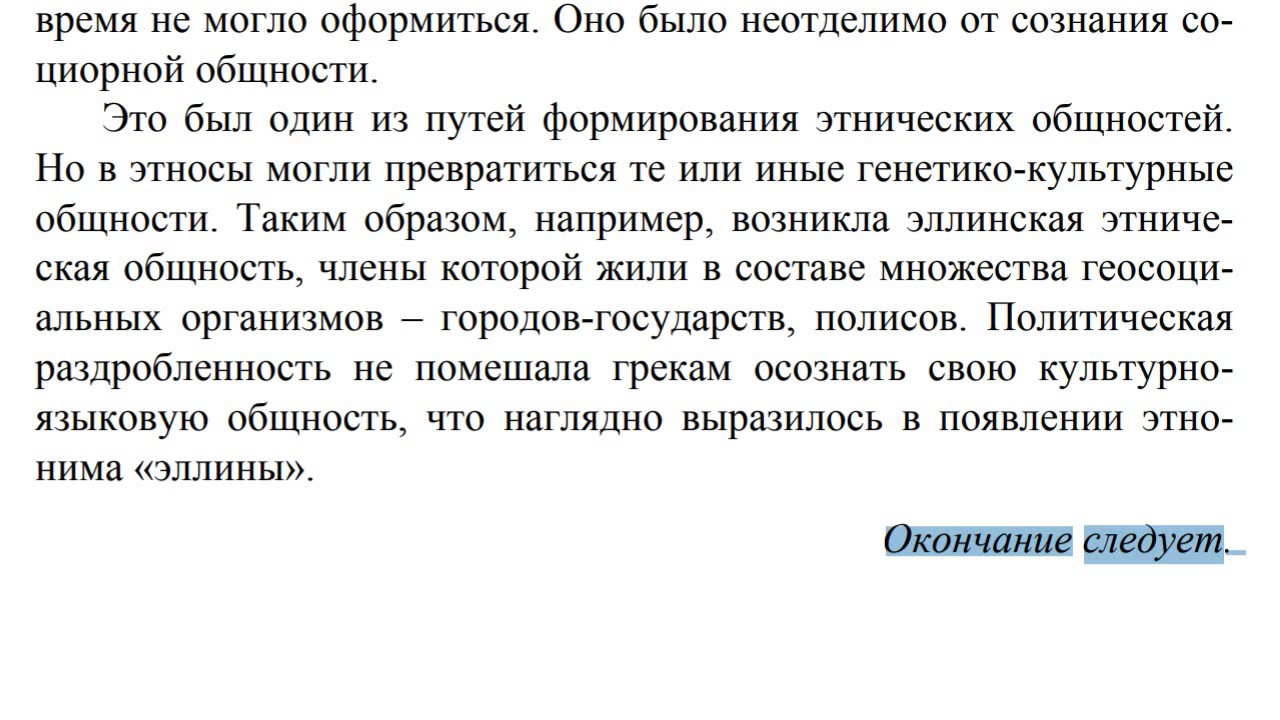 время не могло оформиться. Оно было неотделимо от сознания со-
циорной общности.
Это был один из путей формирования этнических общностей.
Но в этносы могли превратиться те или иные генетико-культурные
общности. Таким образом, например, возникла эллинская этниче-
ская общность, члены которой жили в составе множества геосоци-
альных организмов – городов-государств, полисов. Политическая
раздробленность не помешала грекам осознать свою культурно-
языковую общность, что наглядно выразилось в появлении этно-
нима «эллины».
Окончание следует.